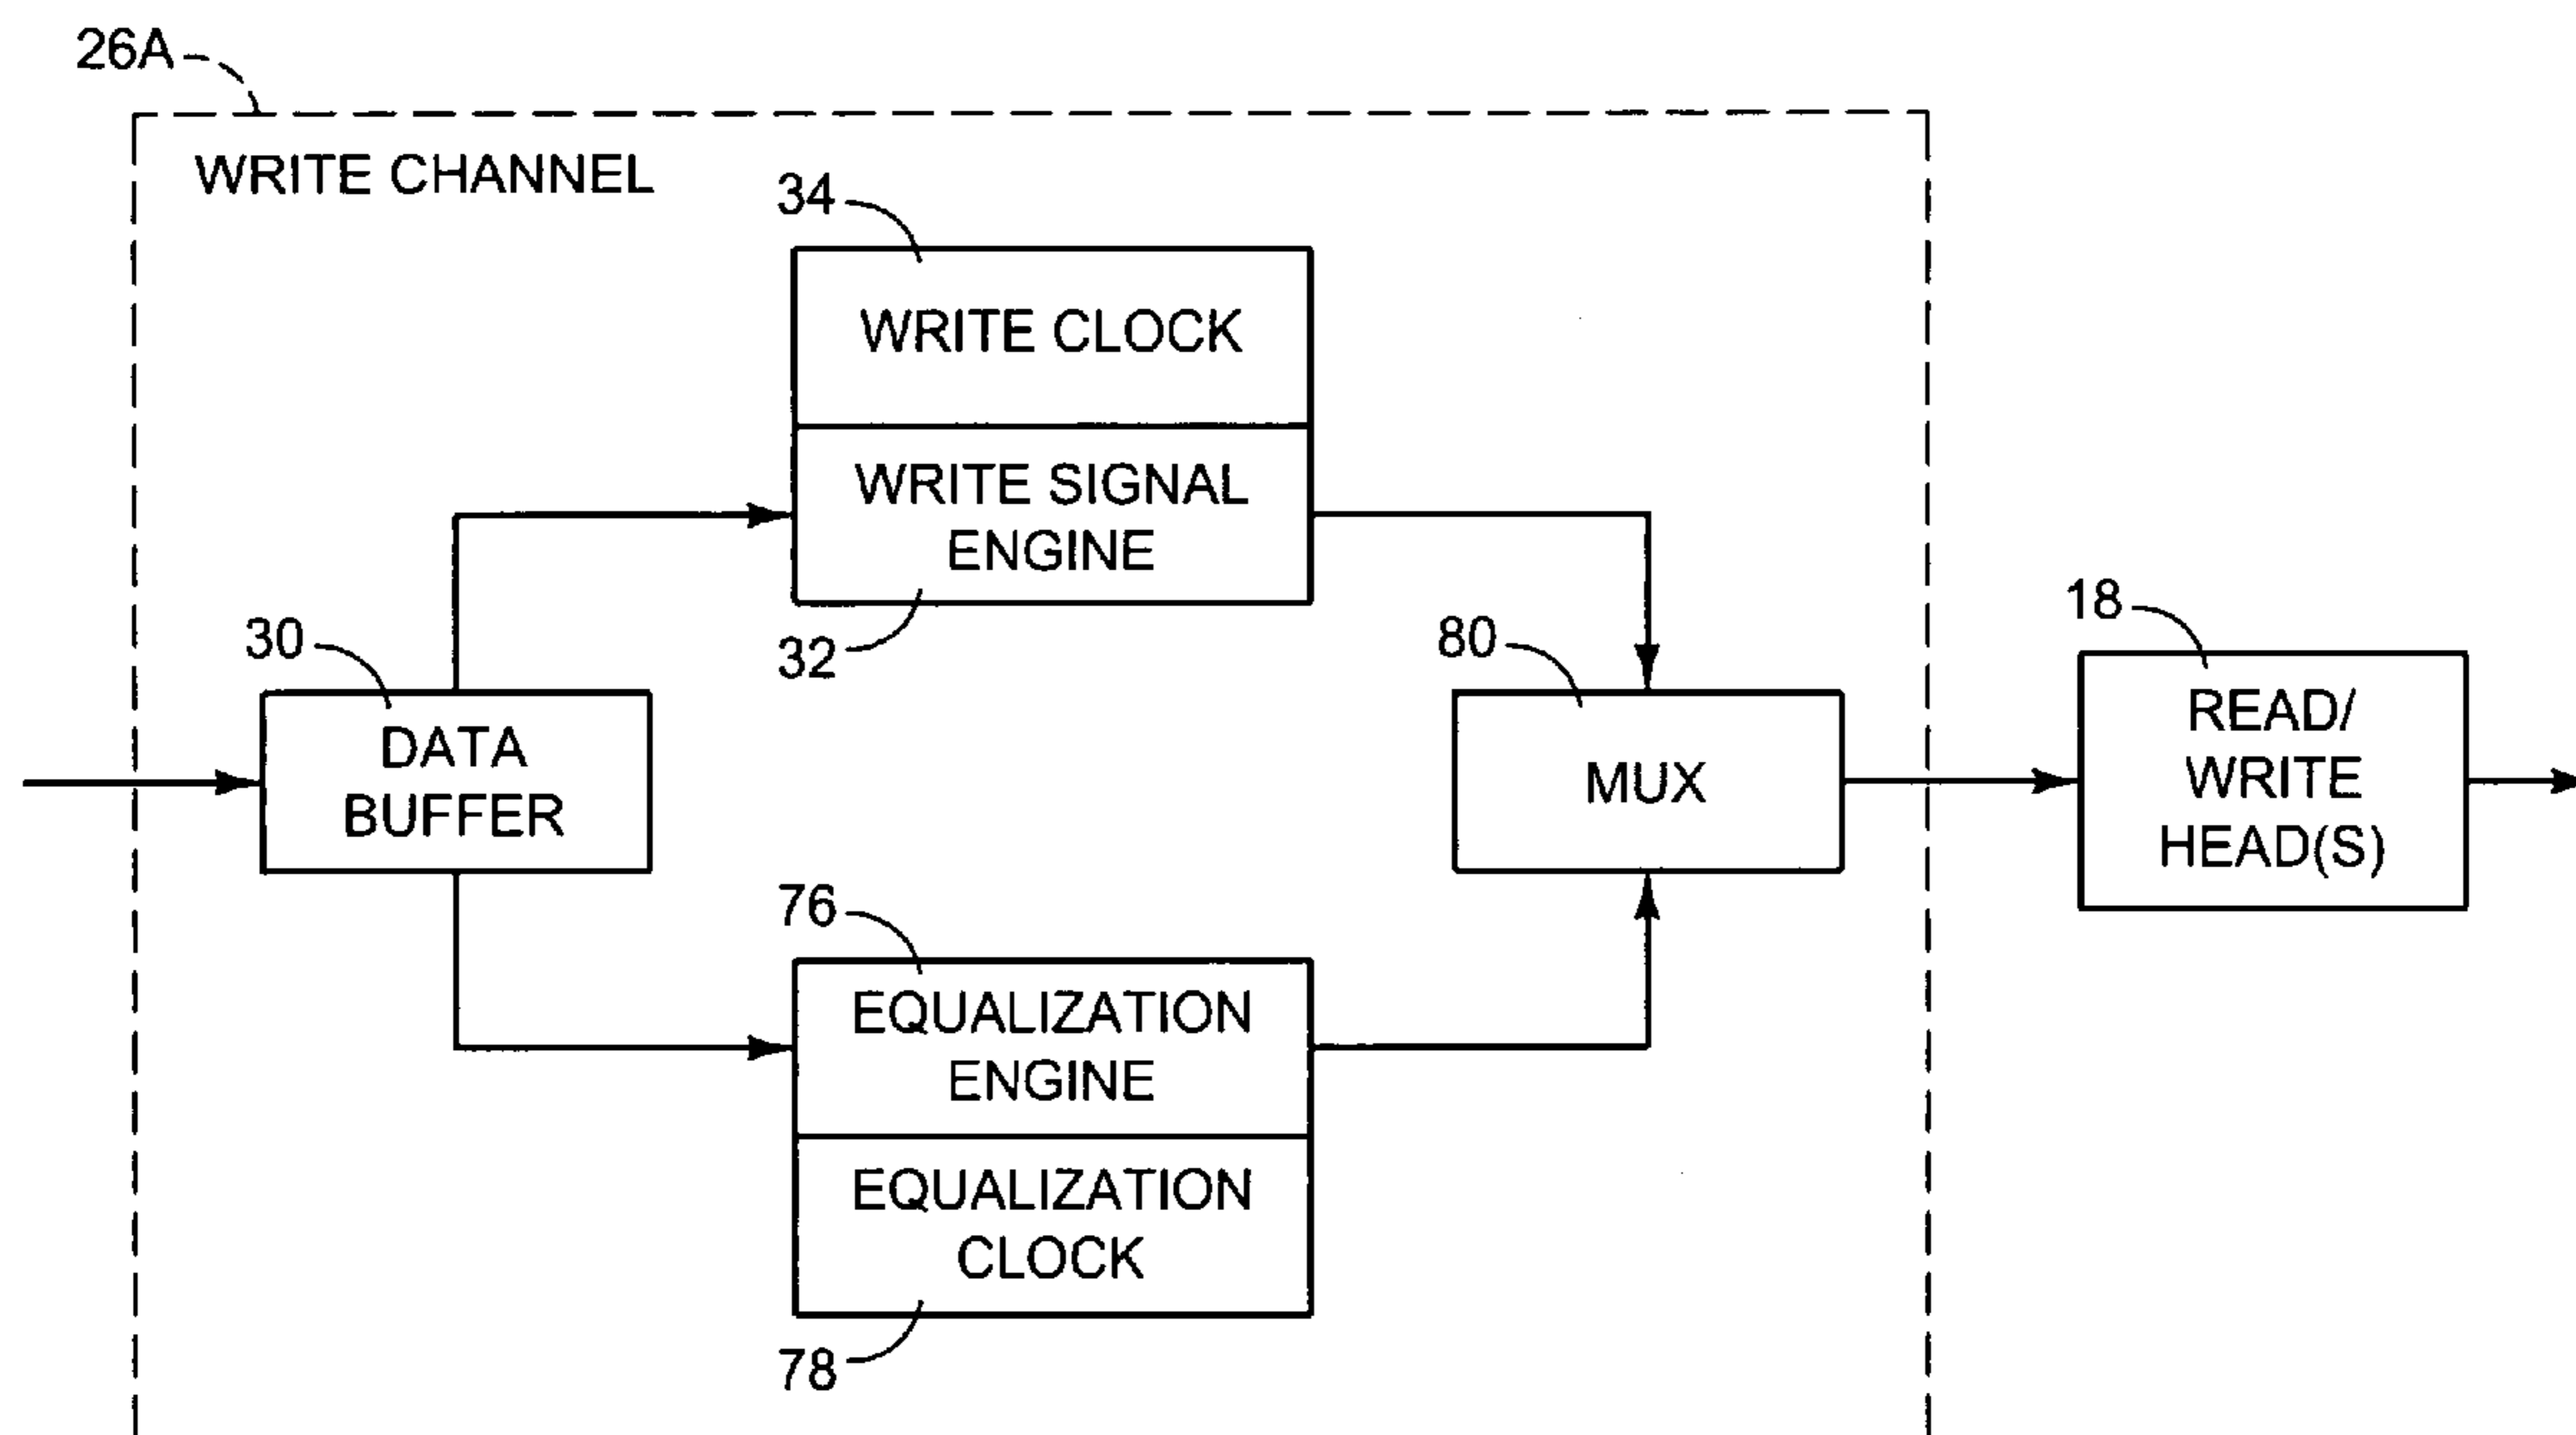 26A
WRITE CHANNEL
34
WRITE CLOCK
WRITE SIGNAL
ENGINE
32
30
DATA
BUFFER
80
MUX
18
READ/
WRITE
HEAD(S)
76
EQUALIZATION
ENGINE
EQUALIZATION
CLOCK
78